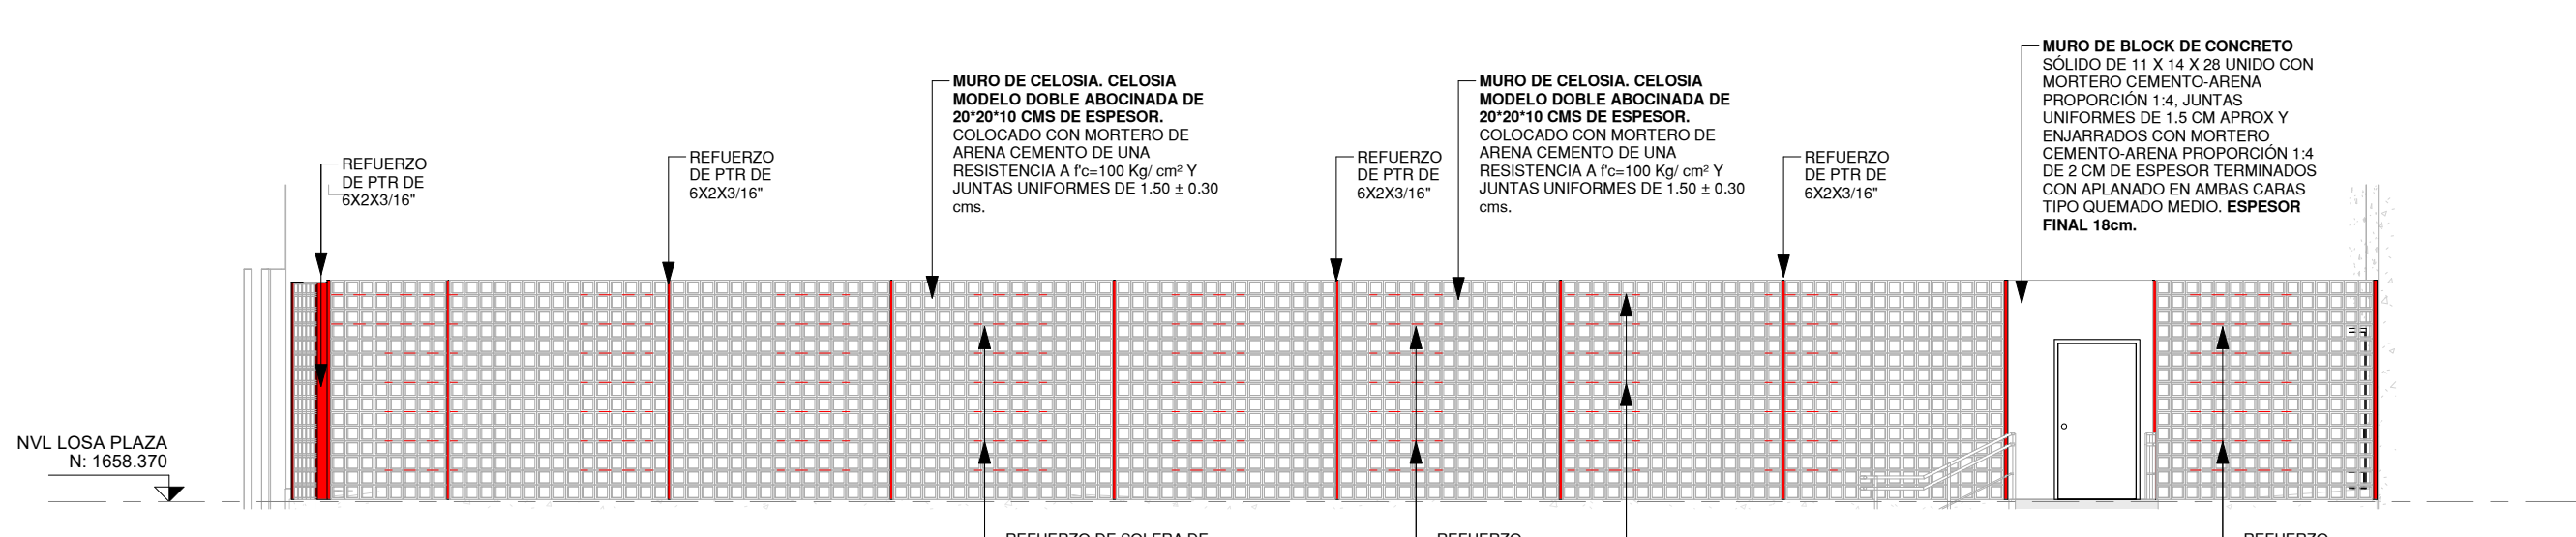 MURO DE BLOCK DE CONCRETO
SÓLIDO DE 11 X 14 X 28 UNIDO CON
MORTERO CEMENTO-ARENA
PROPORCIÓN 1:4, JUNTAS
UNIFORMES DE 1.5 CM APROX Y
ENJARRADOS CON MORTERO
CEMENTO-ARENA PROPORCIÓN 1:4
DE 2 CM DE ESPESOR TERMINADOS
CON APLANADO EN AMBAS CARAS
TIPO QUEMADO MEDIO. ESPESOR
FINAL 18cm.
MURO DE CELOSIA. CELOSIA
MODELO DOBLE ABOCINADA DE
20*20*10 CMS DE ESPESOR.
COLOCADO CON MORTERO DE
ARENA CEMENTO DE UNA
RESISTENCIA A f'c=100 Kg/ cm² Y
JUNTAS UNIFORMES DE 1.50 ± 0.30
cms.
MURO DE CELOSIA. CELOSIA
MODELO DOBLE ABOCINADA DE
20*20*10 CMS DE ESPESOR.
COLOCADO CON MORTERO DE
ARENA CEMENTO DE UNA
RESISTENCIA A f'c=100 Kg/ cm² Y
JUNTAS UNIFORMES DE 1.50 ± 0.30
cms.
REFUERZO
DE PTR DE
6X2X3/16"
REFUERZO
DE PTR DE
6X2X3/16"
REFUERZO
DE PTR DE
6X2X3/16"
REFUERZO
DE PTR DE
6X2X3/16"
NVL LOSA PLAZA
N: 1658.370
REFUERZO DE SOLERA DE
REFUERZO
REFUERZO